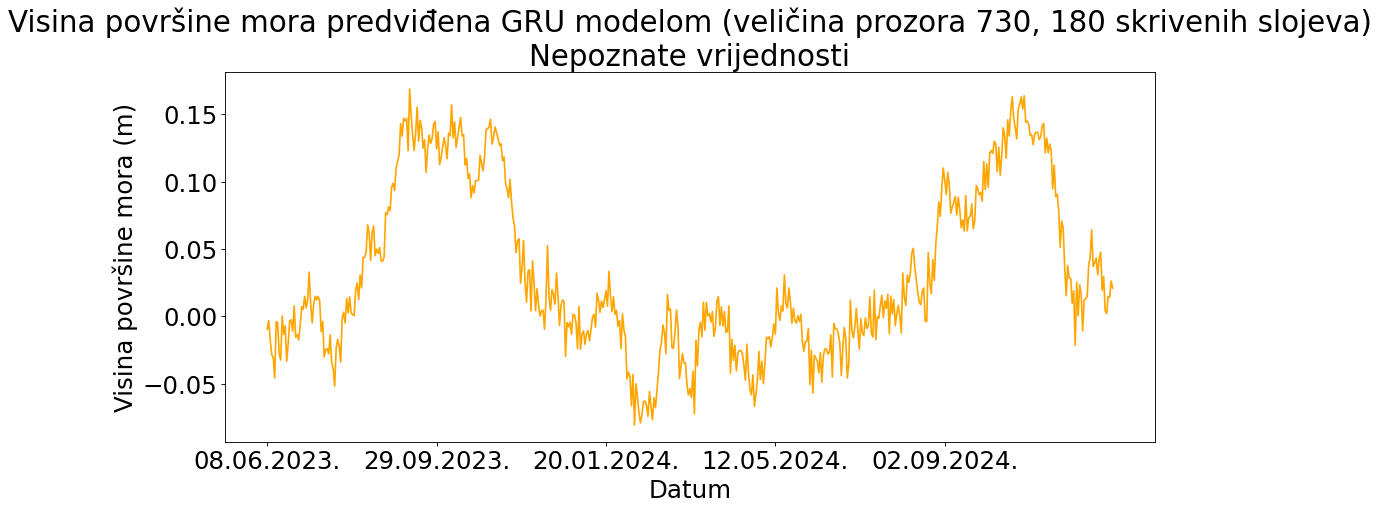 Visina površine mora predviđena GRU modelom (veličina prozora 730, 180 skrivenih slojeva)
Nepoznate vrijednosti
Visina površine mora (m)
0.15
0.10
0.05
0.00
−0.05
08.06.2023. 29.09.2023. 20.01.2024. 12.05.2024. 02.09.2024.
Datum